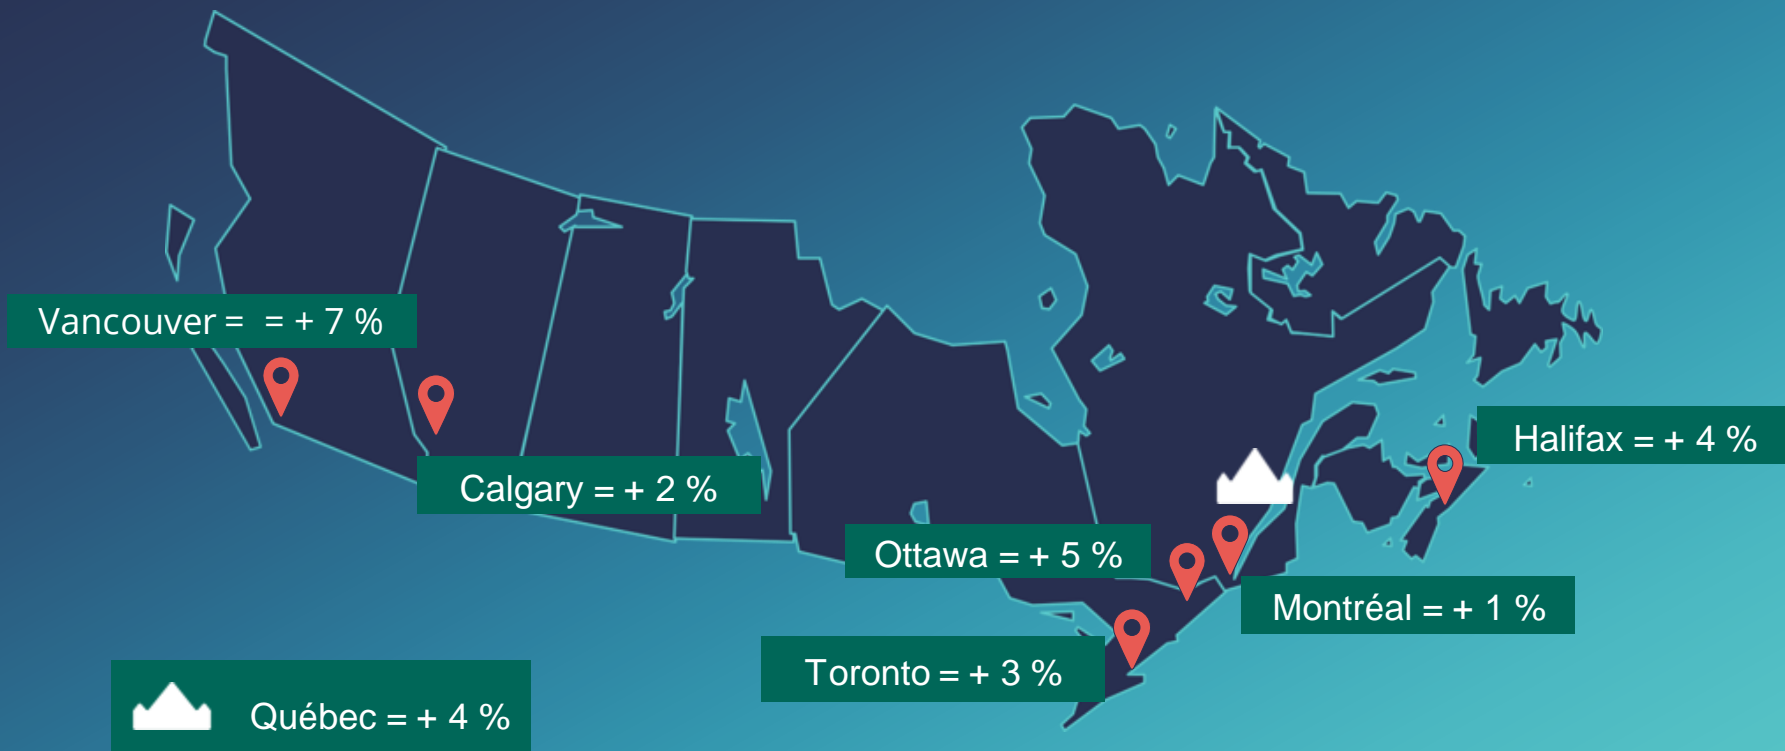 Vancouver = = + 7 %
Calgary = + 2 %
Halifax = + 4 %
Ottawa = + 5 %
Montréal = + 1 %
Toronto = + 3 %
Québec = + 4 %